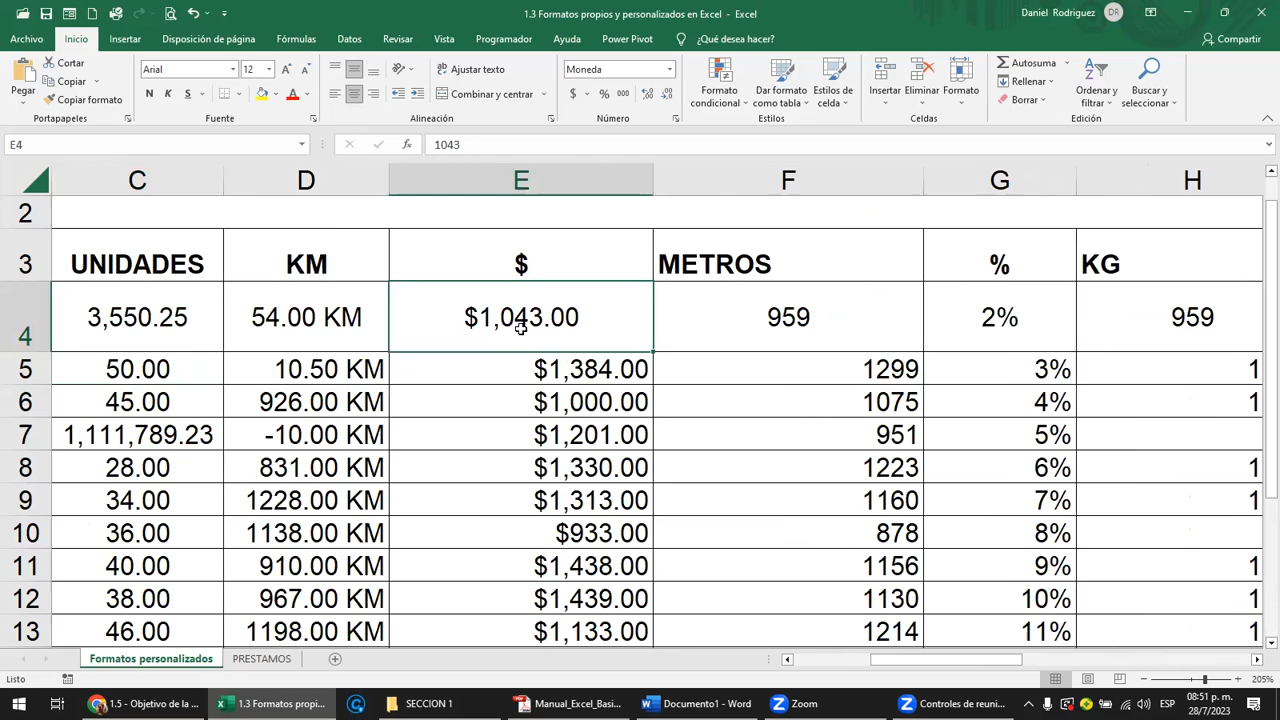 1.3 Formatos propios y personalizados en Excel - Excel
Daniel Rodriguez DR
Archivo Inicio Insertar Disposición de página Fórmulas Datos Revisar Vista Programador Ayuda Power Pivot ¿Qué desea hacer? Compartir
Pegar Cortar
Copiar
Copiar formato
Portapapeles
Arial 12
N K S
Fuente
Ajustar texto
Combinar y centrar
Alineación
Moneda
$ % 000
Número
Formato condicional
Dar formato como tabla
Estilos de celda
Estilos
Insertar Eliminar Formato
Celdas
Autosuma
Rellenar
Borrar
Ordenar y filtrar
Buscar y seleccionar
Edición
E4 fx 1043
C D E F G H
2
3 UNIDADES KM $ METROS % KG
4 3,550.25 54.00 KM $1,043.00 959 2% 959
5 50.00 10.50 KM $1,384.00 1299 3% 1
6 45.00 926.00 KM $1,000.00 1075 4% 1
7 1,111,789.23 -10.00 KM $1,201.00 951 5%
8 28.00 831.00 KM $1,330.00 1223 6% 1
9 34.00 1228.00 KM $1,313.00 1160 7% 1
10 36.00 1138.00 KM $933.00 878 8%
11 40.00 910.00 KM $1,438.00 1156 9% 1
12 38.00 967.00 KM $1,439.00 1130 10% 1
13 46.00 1198.00 KM $1,133.00 1214 11% 1
Formatos personalizados PRESTAMOS
Listo 205%
1.5 - Objetivo de la ... 1.3 Formatos propi... SECCION 1 Manual_Excel_Basi... Documento1 - Word Zoom Controles de reuni... ESP 08:51 p. m.
28/7/2023